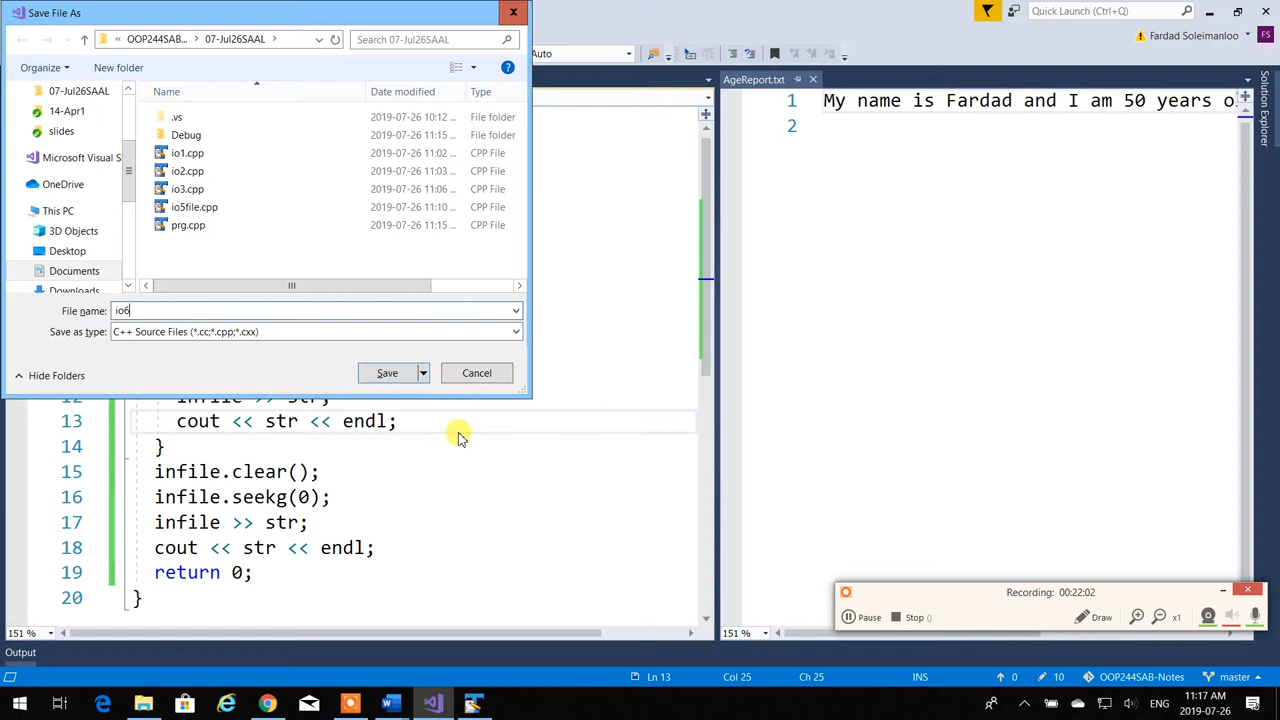 Save File As
Quick Launch (Ctrl+Q)
Fardad Soleimanloo
FS
« OOP244SAB... › 07-Jul26SAAL ›
Search 07-Jul26SAAL
Auto
Organize
New folder
Name
Date modified
Type
07-Jul26SAAL
14-Apr1
slides
Microsoft Visual S
OneDrive
This PC
3D Objects
Desktop
Documents
Downloads
.vs 2019-07-26 10:12 ... File folder
Debug 2019-07-26 11:15 ... File folder
io1.cpp 2019-07-26 11:02 ... CPP File
io2.cpp 2019-07-26 11:03 ... CPP File
io3.cpp 2019-07-26 11:06 ... CPP File
io5file.cpp 2019-07-26 11:10 ... CPP File
prg.cpp 2019-07-26 11:15 ... CPP File
File name: io6
Save as type: C++ Source Files (*.cc;*.cpp;*.cxx)
Hide Folders
Save
Cancel
AgeReport.txt
Solution Explorer
1 My name is Fardad and I am 50 years o
2
12 infile >> str;
13 cout << str << endl;
14 }
15 infile.clear();
16 infile.seekg(0);
17 infile >> str;
18 cout << str << endl;
19 return 0;
20 }
151 %
151 %
Recording: 00:22:02
Pause
Stop ()
Draw
x1
Output
Ln 13
Col 25
Ch 25
INS
0
10
OOP244SAB-Notes
master
ENG
11:17 AM
2019-07-26